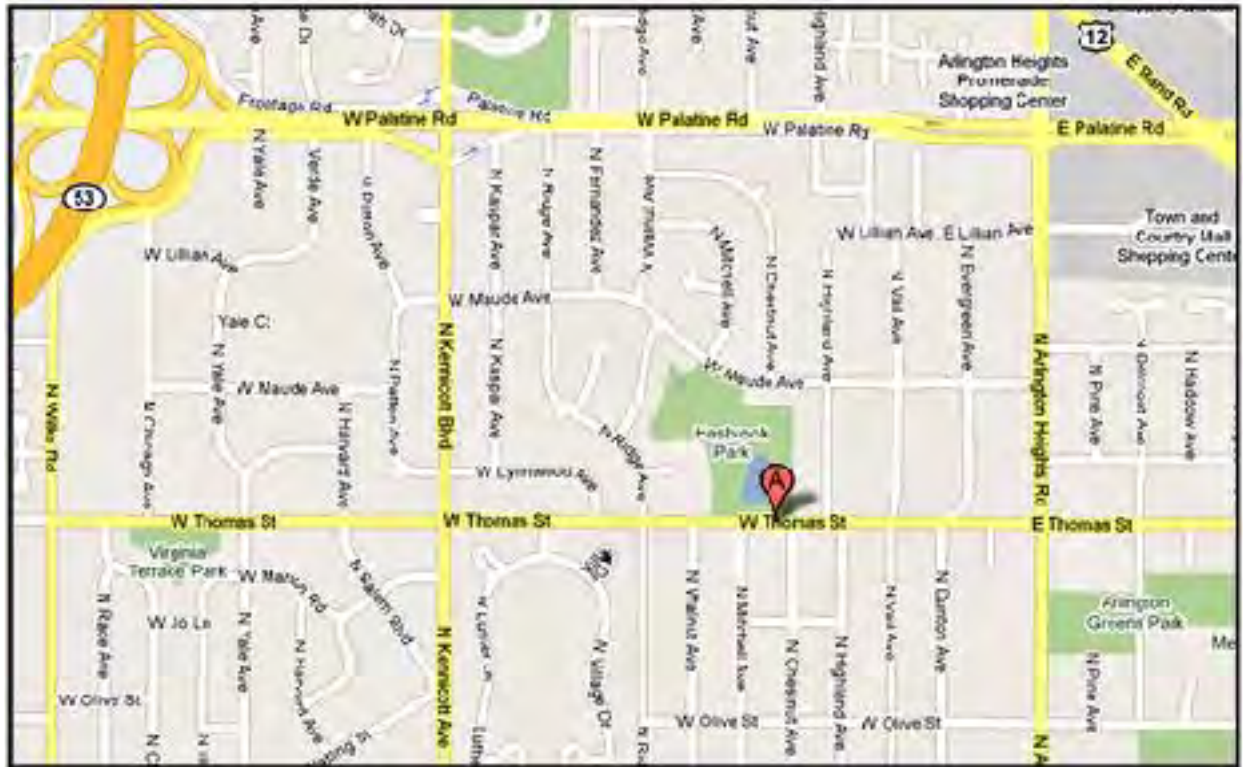 12
Arlington Heights
Promenade
Shopping Center
E Rand Rd
Highland Ave
Frontage Rd
Palatine Rd
W Palatine Rd
W Palatine Rd
W Palatine Rd
E Palatine Rd
53
N Yale Ave
Verde Ave
N Kaspar Ave
N Fernandez Ave
Town and
Country Mall
Shopping Cente
W Lillian Ave
W Lillian Ave
E Lillian Ave
N Mitchell Ave
N Chestnut Ave
N Highland Ave
N Vail Ave
N Evergreen Ave
W Maude Ave
Yale Ct
N Yale Ave
N Kennicott Blvd
N Kaspar Ave
W Maude Ave
W Maude Ave
N Arlington Heights Rd
N Pine Ave
N Belmont Ave
N Haddow Ave
N Wilke Rd
N Chicago Ave
N Harvard Ave
N Patton Ave
N Ridge Ave
Park
W Lynnwood Ave
A
W Thomas St
W Thomas St
W Thomas St
E Thomas St
Virginia
Terrace Park
W Marion Rd
N Salem Blvd
N Race Ave
W Jo Ln
N Yale Ave
N Harvard Ave
N Kennicott Ave
N Village Dr
N Walnut Ave
N Mitchell Ave
N Chestnut Ave
N Highland Ave
N Vail Ave
N Dunton Ave
Arlington
Greens Park
Me
N Pine Ave
W Olive St
W Olive St
W Olive St